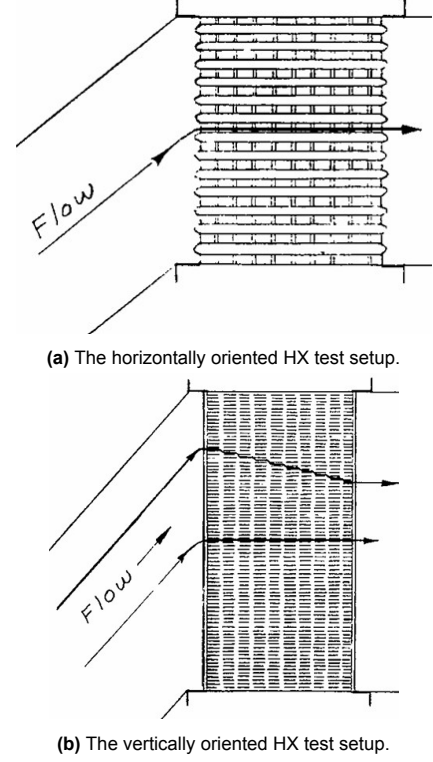 Flow
(a) The horizontally oriented HX test setup.
Flow
(b) The vertically oriented HX test setup.